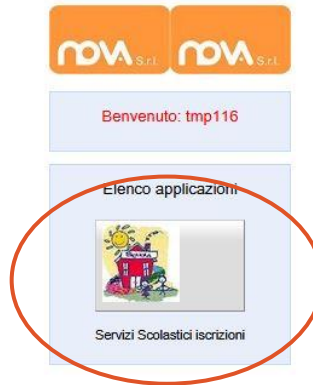 NOVA S.r.l. NOVA S.r.l.
Benvenuto: tmp116
Elenco applicazioni
Servizi Scolastici iscrizioni